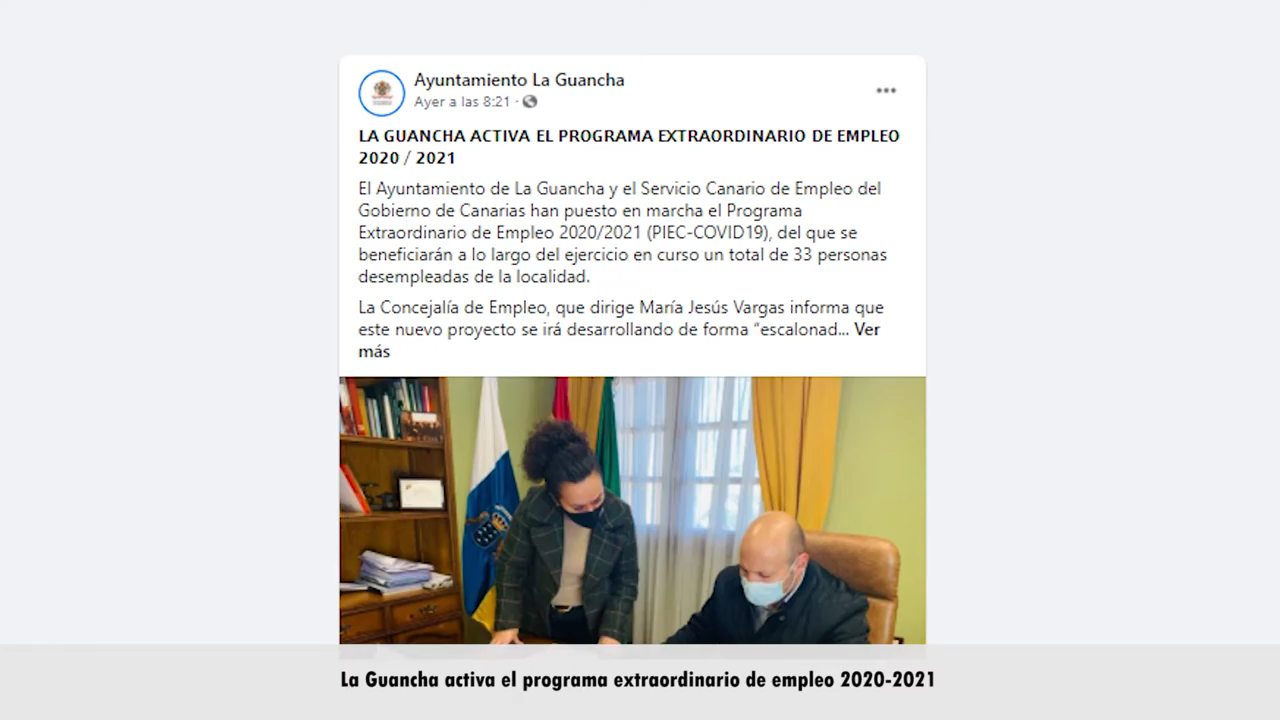 Ayuntamiento La Guancha
Ayer a las 8:21 ·
LA GUANCHA ACTIVA EL PROGRAMA EXTRAORDINARIO DE EMPLEO
2020 / 2021
El Ayuntamiento de La Guancha y el Servicio Canario de Empleo del
Gobierno de Canarias han puesto en marcha el Programa
Extraordinario de Empleo 2020/2021 (PIEC-COVID19), del que se
beneficiarán a lo largo del ejercicio en curso un total de 33 personas
desempleadas de la localidad.
La Concejalía de Empleo, que dirige María Jesús Vargas informa que
este nuevo proyecto se irá desarrollando de forma “escalonad... Ver
más
La Guancha activa el programa extraordinario de empleo 2020-2021